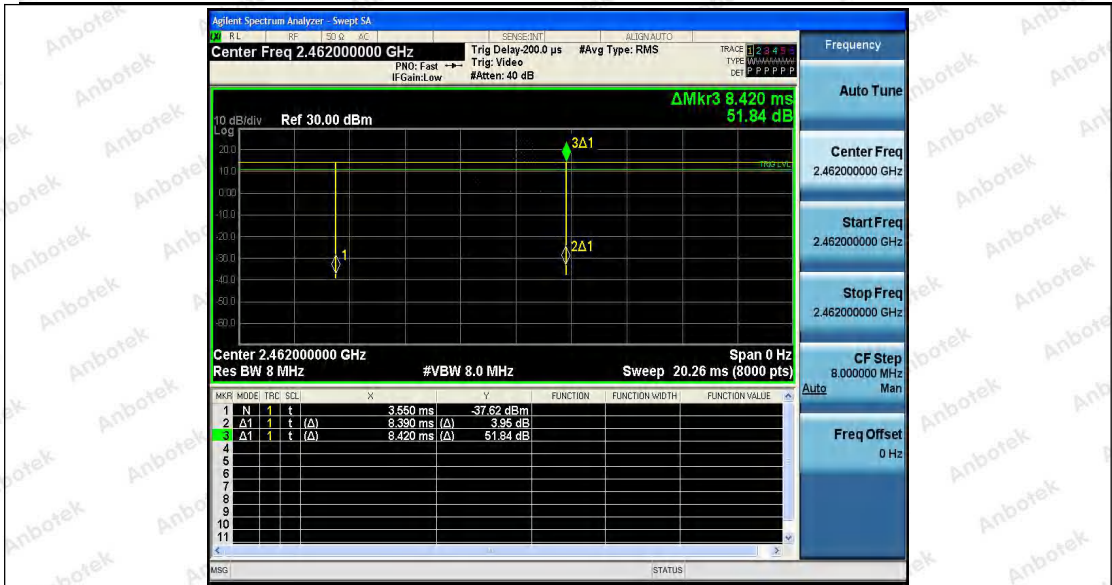 Agilent Spectrum Analyzer - Swept SA
RL RF 50 Ω AC SENSE:INT ALIGNAUTO
Center Freq 2.462000000 GHz
PNO: Fast
IFGain:Low
Trig Delay-200.0 µs
Trig: Video
#Atten: 40 dB
#Avg Type: RMS
TRACE 1 2 3 4 5 6
TYPE
DET P P P P P P
ΔMkr3 8.420 ms
51.84 dB
10 dB/div Ref 30.00 dBm
Log
20.0
10.0
0.00
-10.0
-20.0
-30.0
-40.0
-50.0
-60.0
3Δ1
TRIG LVL
1
2Δ1
Center 2.462000000 GHz Span 0 Hz
Res BW 8 MHz #VBW 8.0 MHz Sweep 20.26 ms (8000 pts)
MKR MODE TRC SCL X Y FUNCTION FUNCTION WIDTH FUNCTION VALUE
1 N 1 t 3.550 ms -37.62 dBm
2 Δ1 1 t (Δ) 8.390 ms (Δ) 3.95 dB
3 Δ1 1 t (Δ) 8.420 ms (Δ) 51.84 dB
4
5
6
7
8
9
10
11
MSG STATUS
Frequency
Auto Tune
Center Freq
2.462000000 GHz
Start Freq
2.462000000 GHz
Stop Freq
2.462000000 GHz
CF Step
8.000000 MHz
Auto Man
Freq Offset
0 Hz
Anbotek